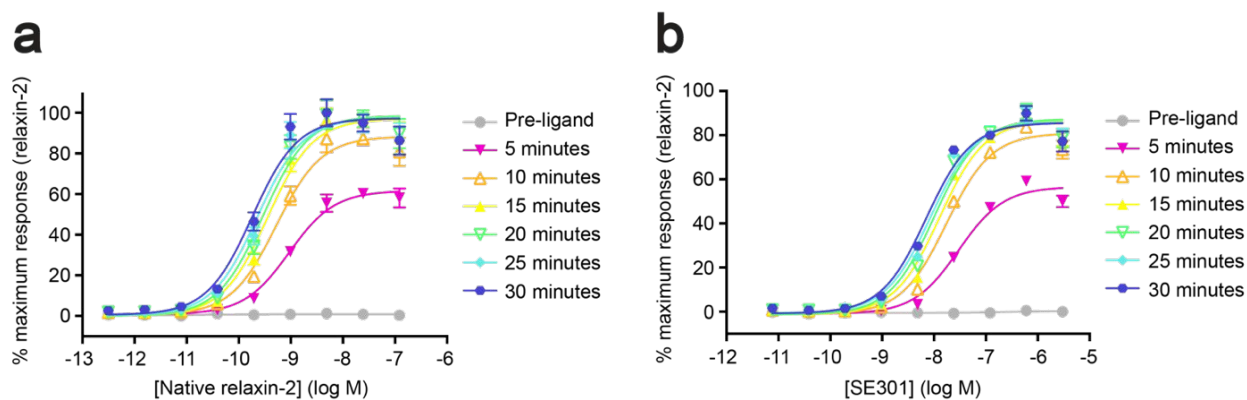 a
% maximum response (relaxin-2)
100
80
60
40
20
0
-13
-12
-11
-10
-9
-8
-7
-6
[Native relaxin-2] (log M)
Pre-ligand
5 minutes
10 minutes
15 minutes
20 minutes
25 minutes
30 minutes
b
% maximum response (relaxin-2)
100
80
60
40
20
0
-12
-11
-10
-9
-8
-7
-6
-5
[SE301] (log M)
Pre-ligand
5 minutes
10 minutes
15 minutes
20 minutes
25 minutes
30 minutes